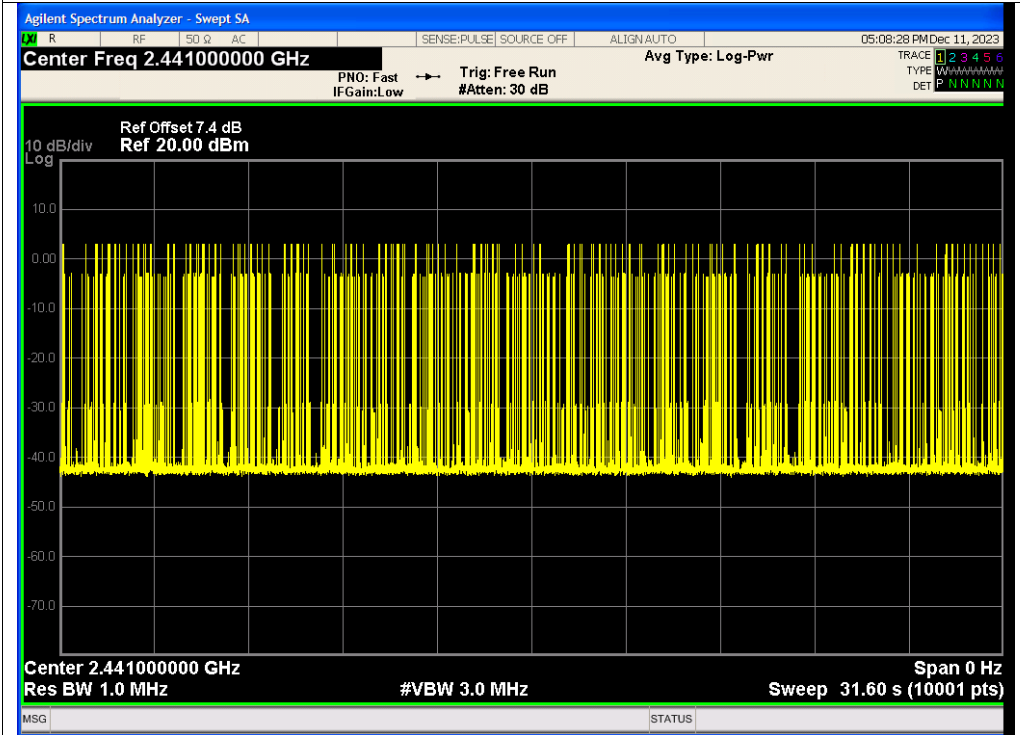 Agilent Spectrum Analyzer - Swept SA
LXI R RF 50 Ω AC SENSE:PULSE SOURCE OFF ALIGN AUTO 05:08:28 PM Dec 11, 2023
Center Freq 2.441000000 GHz Avg Type: Log-Pwr TRACE 1 2 3 4 5 6
PNO: Fast Trig: Free Run TYPE WWWWWW
IFGain:Low #Atten: 30 dB DET P N N N N N
Ref Offset 7.4 dB
10 dB/div Ref 20.00 dBm
Log
10.0
0.00
-10.0
-20.0
-30.0
-40.0
-50.0
-60.0
-70.0
Center 2.441000000 GHz Span 0 Hz
Res BW 1.0 MHz #VBW 3.0 MHz Sweep 31.60 s (10001 pts)
MSG STATUS